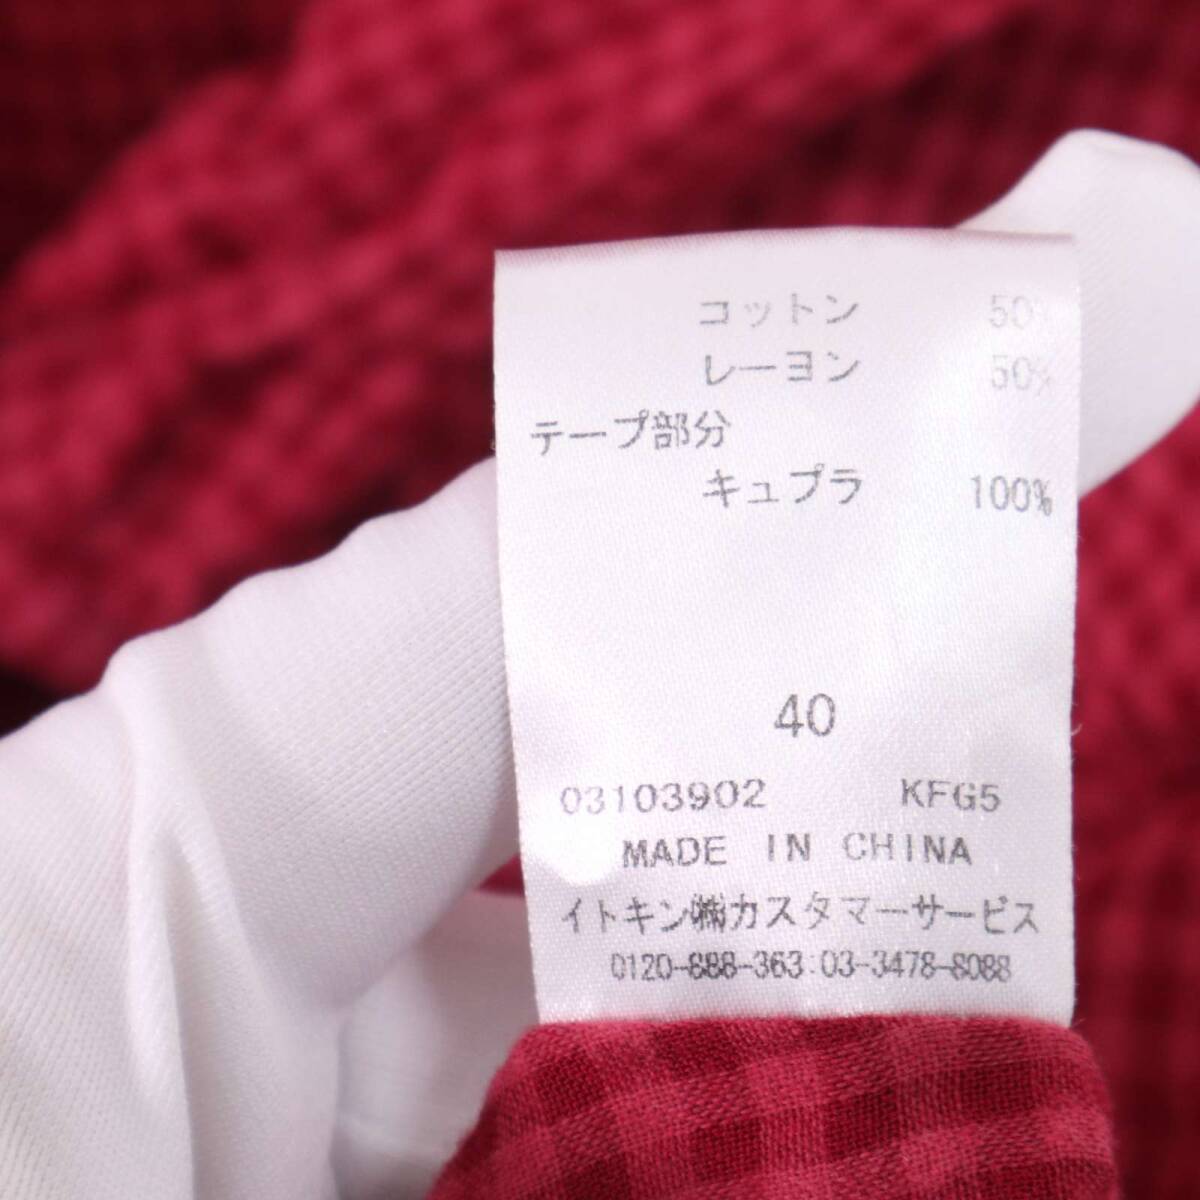 コットン 50%
レーヨン 50%
テープ部分
キュプラ 100%
40
03103902 KFG5
MADE IN CHINA
イトキン㈱カスタマーサービス
0120-888-363:03-3478-8088